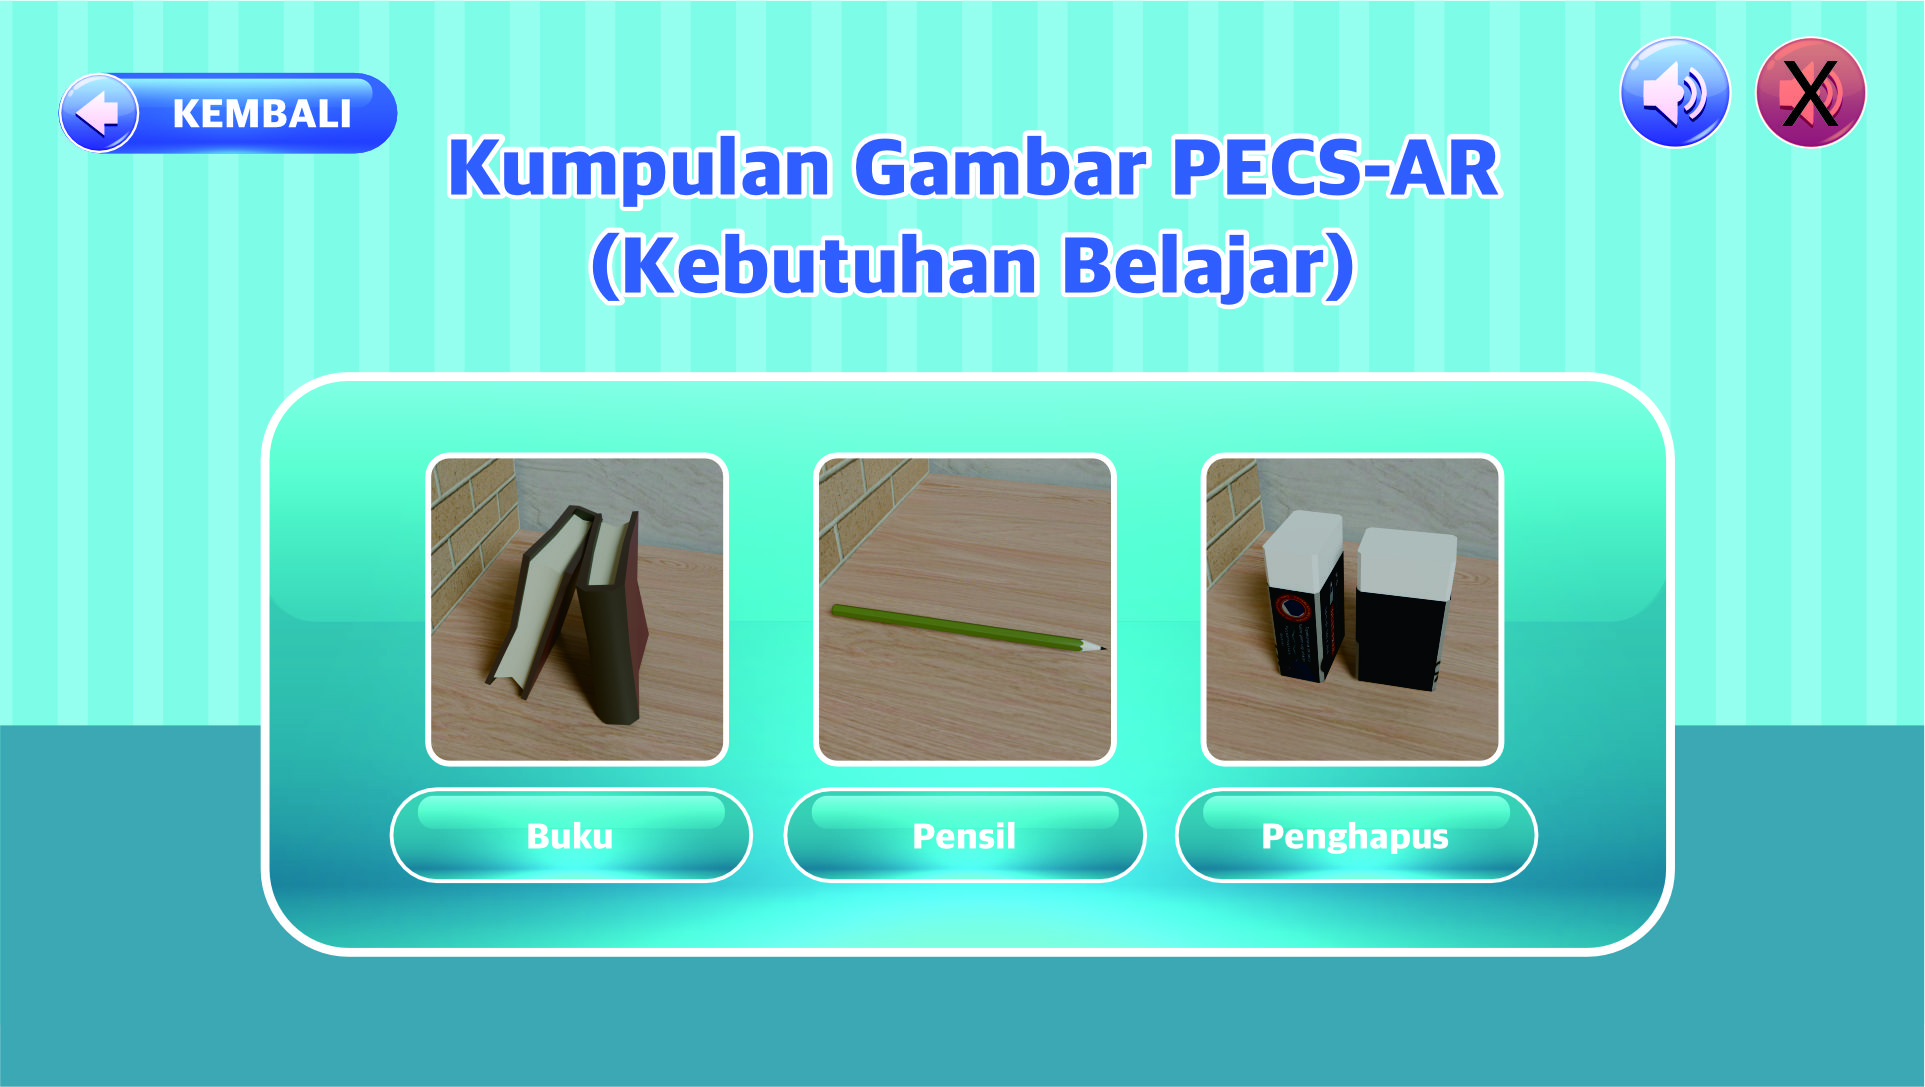 KEMBALI
X
Kumpulan Gambar PECS-AR
(Kebutuhan Belajar)
Buku
Pensil
Penghapus